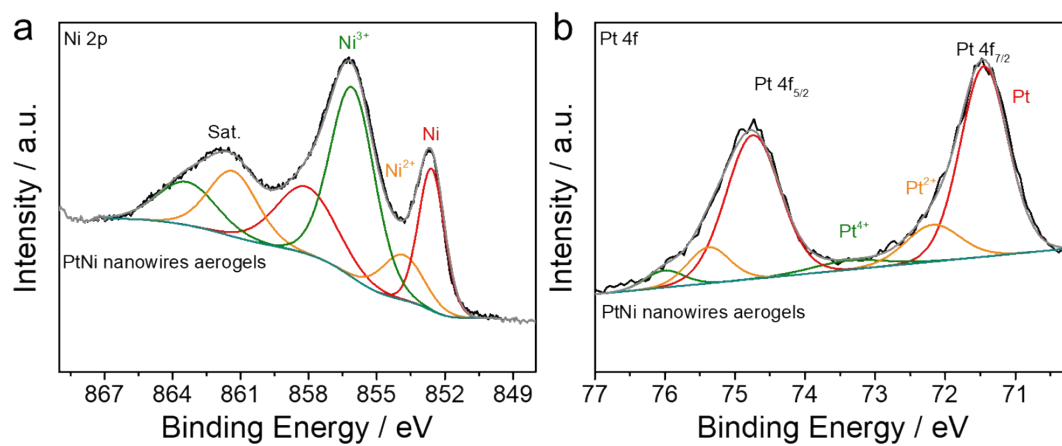 a
Ni 2p
Ni³⁺
Sat.
Ni²⁺
Ni
PtNi nanowires aerogels
Intensity / a.u.
867 864 861 858 855 852 849
Binding Energy / eV
b
Pt 4f
Pt 4f₇/₂
Pt 4f₅/₂
Pt
Pt²⁺
Pt⁴⁺
PtNi nanowires aerogels
Intensity / a.u.
77 76 75 74 73 72 71
Binding Energy / eV